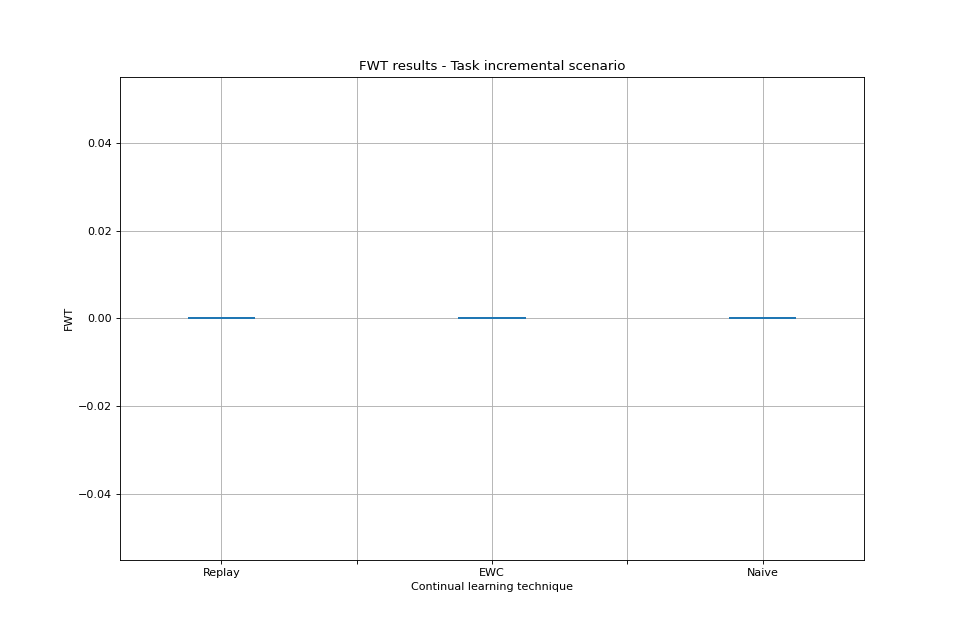 FWT results - Task incremental scenario
0.04
0.02
0.00
−0.02
−0.04
FWT
Replay
EWC
Naive
Continual learning technique